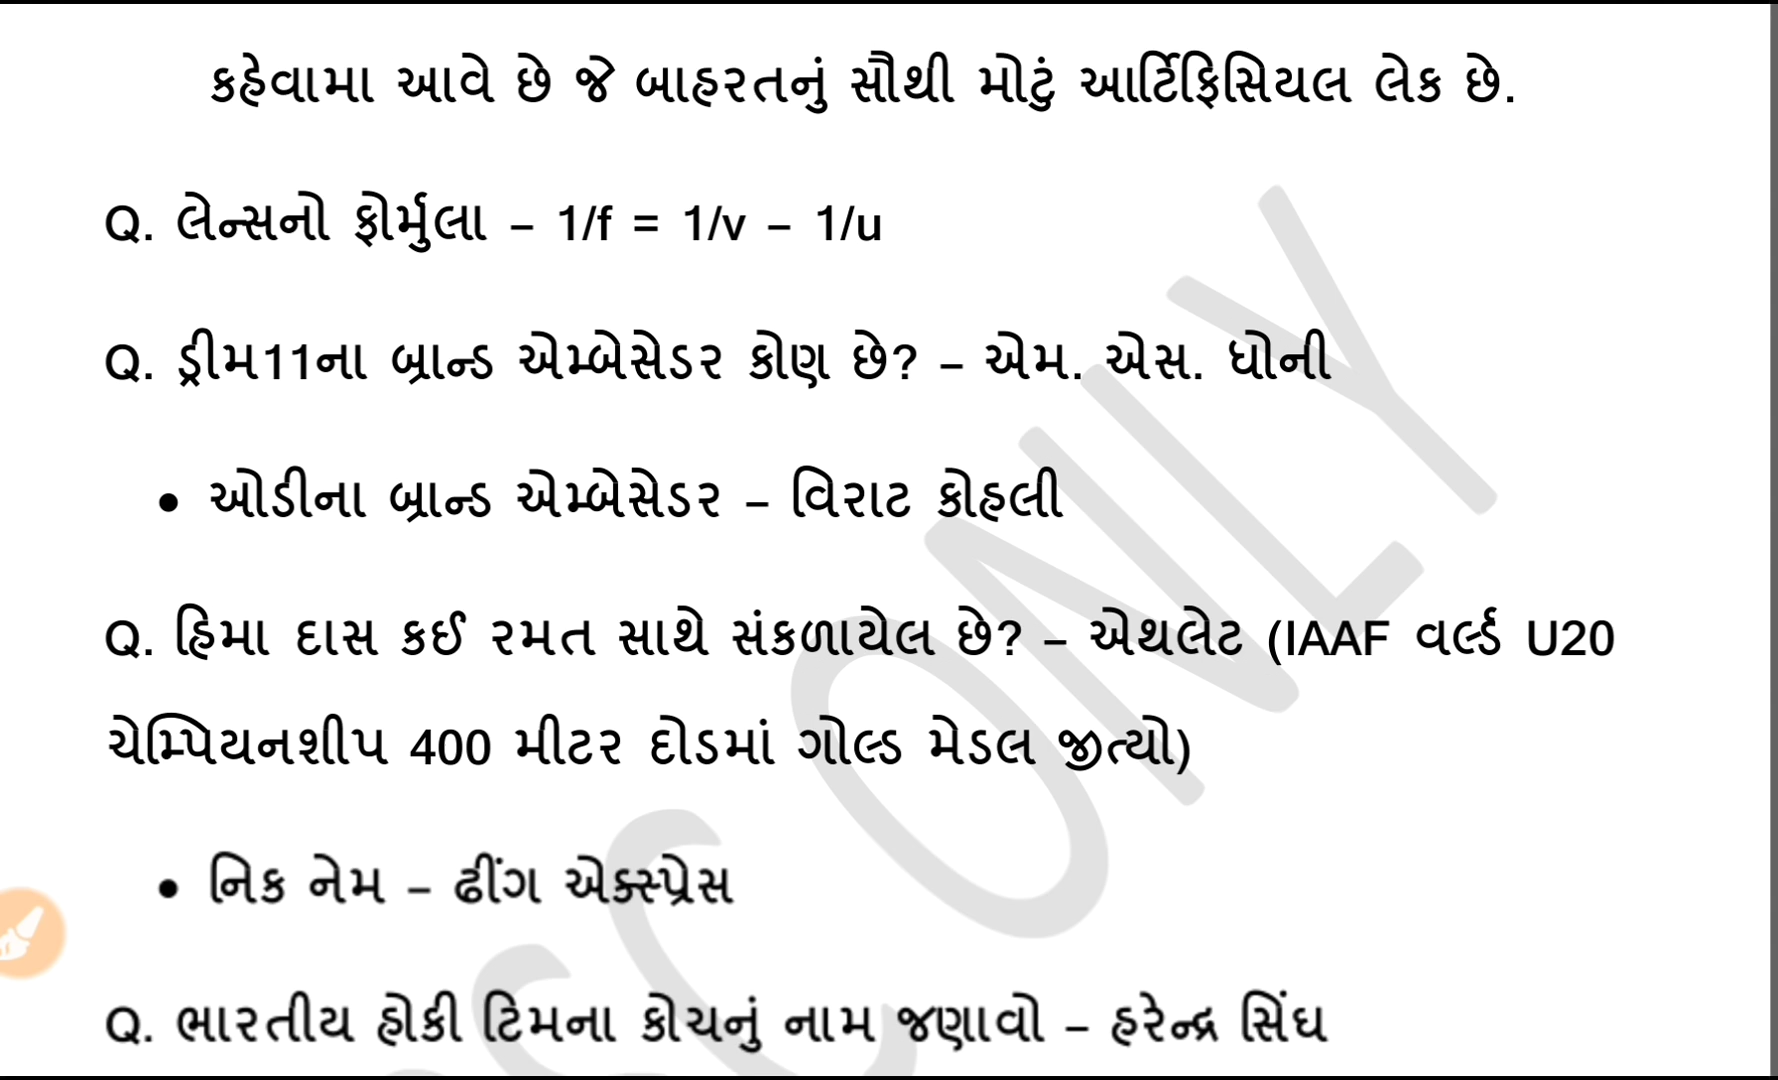 કહેવામા આવે છે જે બાહરતનું સૌથી મોટું આર્ટિફિસિયલ લેક છે.
Q. લેન્સનો ફોર્મુલા – 1/f = 1/v – 1/u
Q. ડ્રીમ11ના બ્રાન્ડ એમ્બેસેડર કોણ છે? – એમ. એસ. ધોની
• ઓડીના બ્રાન્ડ એમ્બેસેડર – વિરાટ કોહલી
Q. હિમા દાસ કઈ રમત સાથે સંકળાયેલ છે? – એથલેટ (IAAF વર્લ્ડ U20
ચેમ્પિયનશીપ 400 મીટર દોડમાં ગોલ્ડ મેડલ જીત્યો)
• નિક નેમ – ઢીંગ એક્સ્પ્રેસ
Q. ભારતીય હોકી ટિમના કોચનું નામ જણાવો – હરેન્દ્ર સિંઘ
ONLY